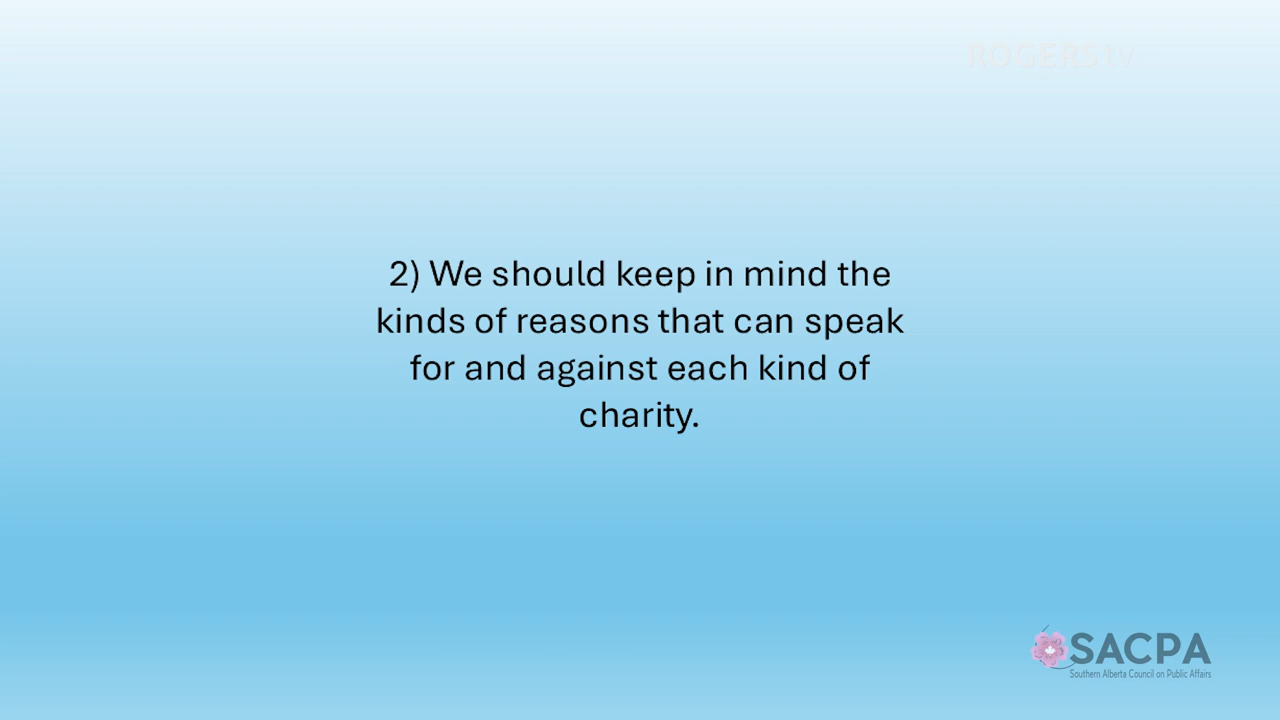 ROGERS tv
2) We should keep in mind the
kinds of reasons that can speak
for and against each kind of
charity.
SACPA
Southern Alberta Council on Public Affairs